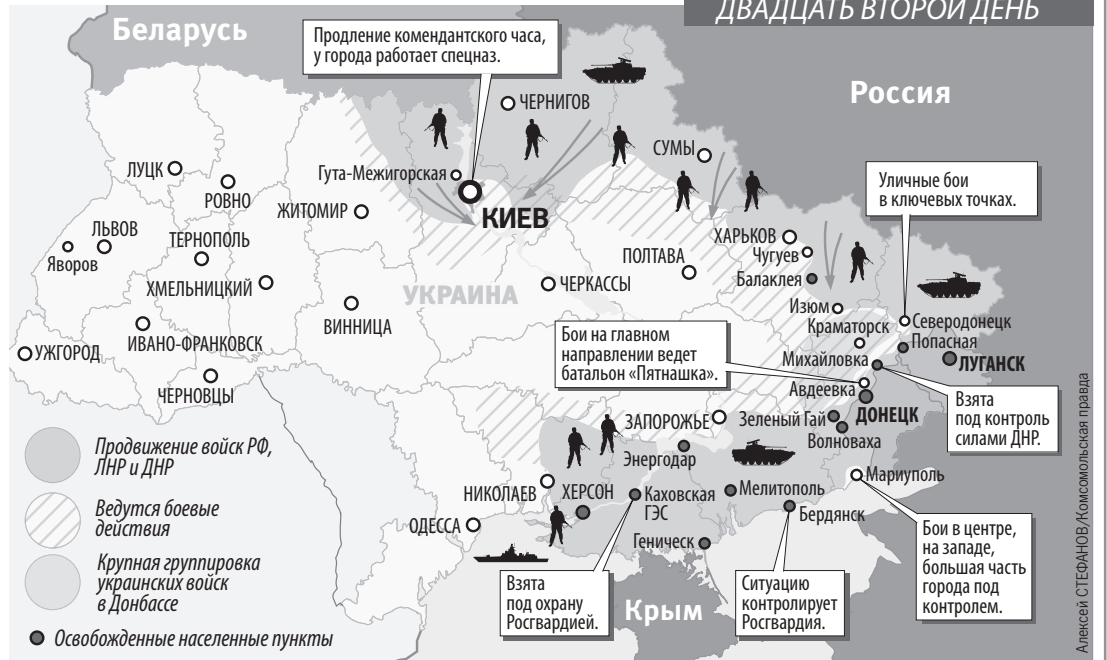 ДВАДЦАТЬ ВТОРОЙ ДЕНЬ
Беларусь
Продление комендантского часа,
у города работает спецназ.
Россия
ЧЕРНИГОВ
СУМЫ
ЛУЦК
РОВНО
Гута-Межигорская
ЖИТОМИР
КИЕВ
Уличные бои
в ключевых точках.
ЛЬВОВ
Яворов
ТЕРНОПОЛЬ
ХМЕЛЬНИЦКИЙ
ХАРЬКОВ
Чугуев
ПОЛТАВА
Балаклея
УКРАИНА
ЧЕРКАССЫ
ВИННИЦА
Изюм
Краматорск
Северодонецк
Попасная
ИВАНО-ФРАНКОВСК
УЖГОРОД
ЧЕРНОВЦЫ
Бои на главном
направлении ведет
батальон «Пятнашка».
Михайловка
ЛУГАНСК
Авдеевка
ДОНЕЦК
Взята
под контроль
силами ДНР.
ЗАПОРОЖЬЕ
Зеленый Гай
Волноваха
Энергодар
Мариуполь
НИКОЛАЕВ
ХЕРСОН
Каховская
ГЭС
Мелитополь
Бердянск
ОДЕССА
Геническ
Бои в центре,
на западе,
большая часть
города под
контролем.
Взята
под охрану
Росгвардией.
Крым
Ситуацию
контролирует
Росгвардия.
Продвижение войск РФ,
ЛНР и ДНР
Ведутся боевые
действия
Крупная группировка
украинских войск
в Донбассе
Освобожденные населенные пункты
Алексей СТЕФАНОВ/Комсомольская правда